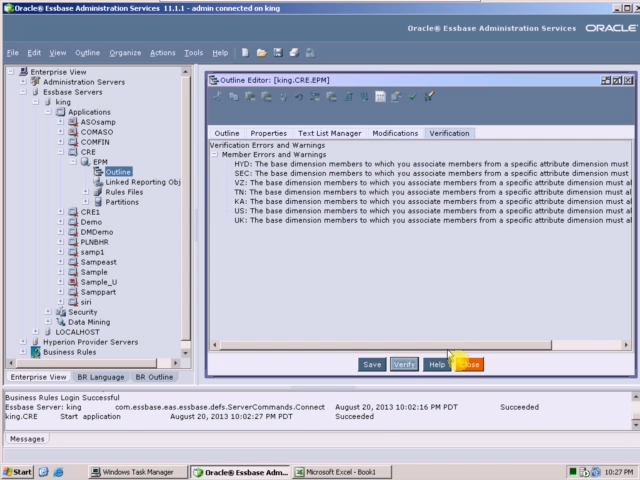 Oracle® Essbase Administration Services 11.1.1 - admin connected on king
Oracle® Essbase Administration Services ORACLE
File Edit View Outline Organize Actions Tools Help
Enterprise View
Administration Servers
Essbase Servers
king
Applications
ASOsamp
COMASO
COMFIN
CRE
EPM
Outline
Linked Reporting Obj
Rules Files
Partitions
CRE1
Demo
DMDemo
PLNBHR
samp1
Sampeast
Sample
Sample_U
Samppart
siri
Security
Data Mining
LOCALHOST
Hyperion Provider Servers
Business Rules
Enterprise View BR Language BR Outline
Outline Editor: [king.CRE.EPM]
Outline Properties Text List Manager Modifications Verification
Verification Errors and Warnings
Member Errors and Warnings
HYD: The base dimension members to which you associate members from a specific attribute dimension must
SEC: The base dimension members to which you associate members from a specific attribute dimension must
VZ: The base dimension members to which you associate members from a specific attribute dimension must al
TN: The base dimension members to which you associate members from a specific attribute dimension must al
KA: The base dimension members to which you associate members from a specific attribute dimension must al
US: The base dimension members to which you associate members from a specific attribute dimension must al
UK: The base dimension members to which you associate members from a specific attribute dimension must al
Save Verify Help Close
Business Rules Login Successful
Essbase Server: king com.essbase.eas.essbase.defs.ServerCommands.Connect August 20, 2013 10:02:16 PM PDT Succeeded
king.CRE Start application August 20, 2013 10:02:27 PM PDT Succeeded
Messages
Start Windows Task Manager Oracle® Essbase Adm... Microsoft Excel - Book1 10:27 PM